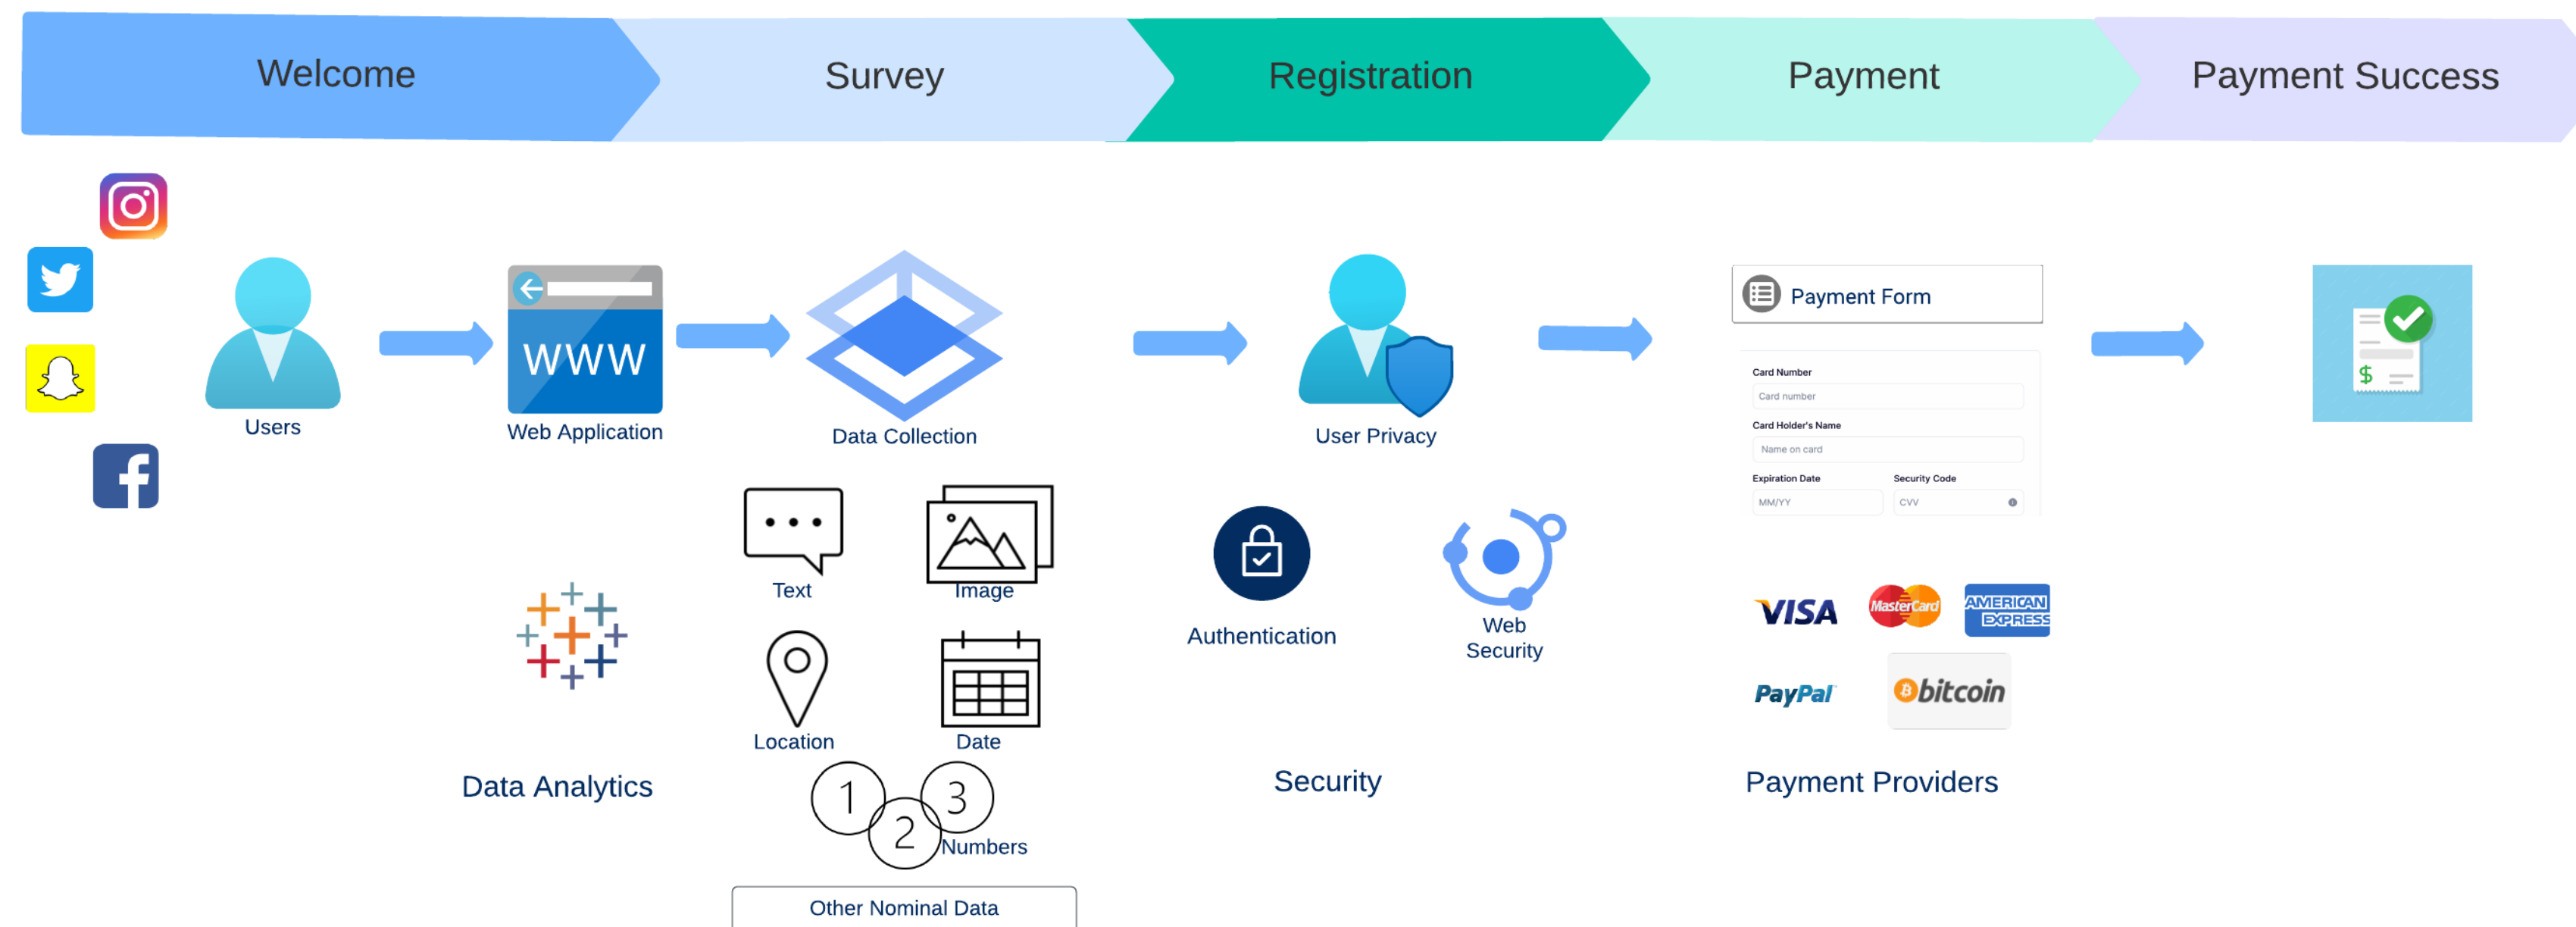 Welcome
Survey
Registration
Payment
Payment Success
Users
WWW
Web Application
Data Collection
User Privacy
Payment Form
Card Number
Card number
Card Holder's Name
Name on card
Expiration Date
Security Code
MM/YY
CVV
$
Text
Image
Authentication
Web
Security
VISA
MasterCard
AMERICAN
EXPRESS
PayPal
bitcoin
Location
Date
Data Analytics
1
2
3
Numbers
Security
Payment Providers
Other Nominal Data